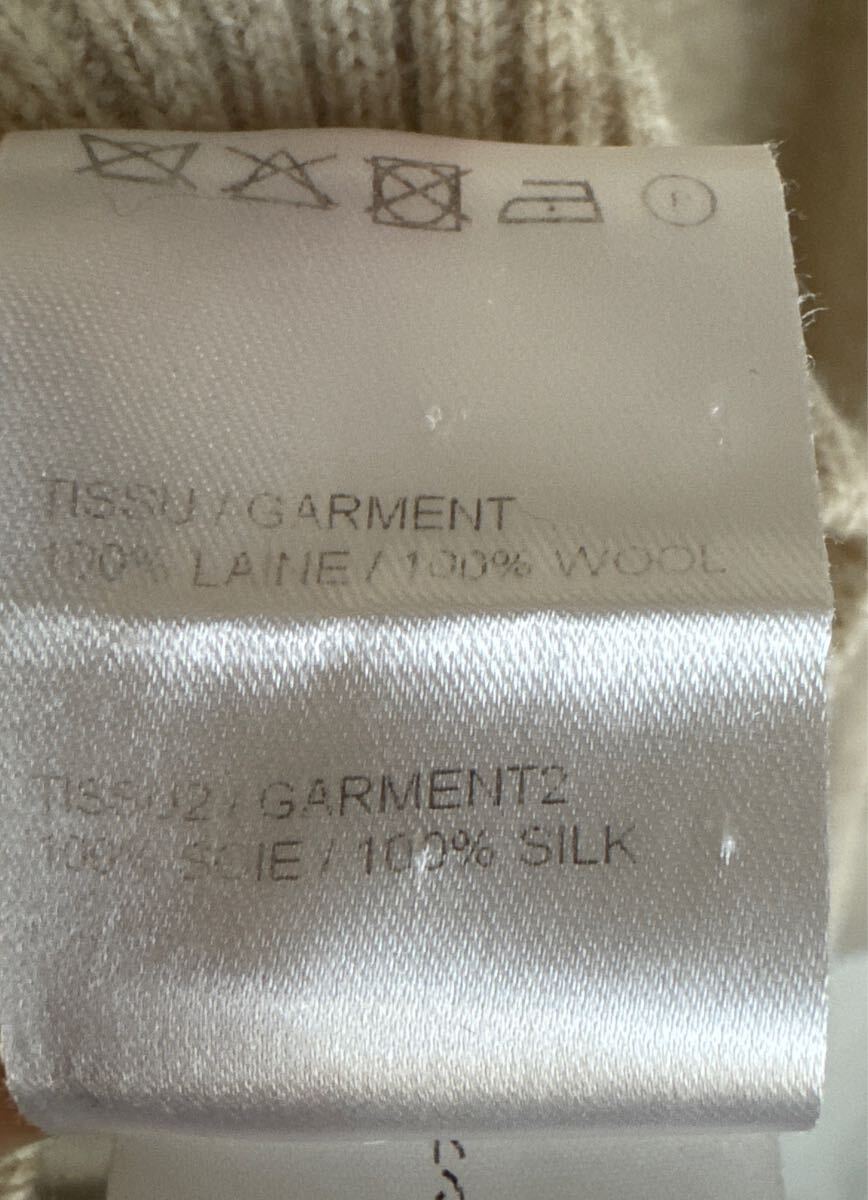 P
TISSU / GARMENT
100% LAINE / 100% WOOL
TISSU2 / GARMENT2
100% SOIE / 100% SILK